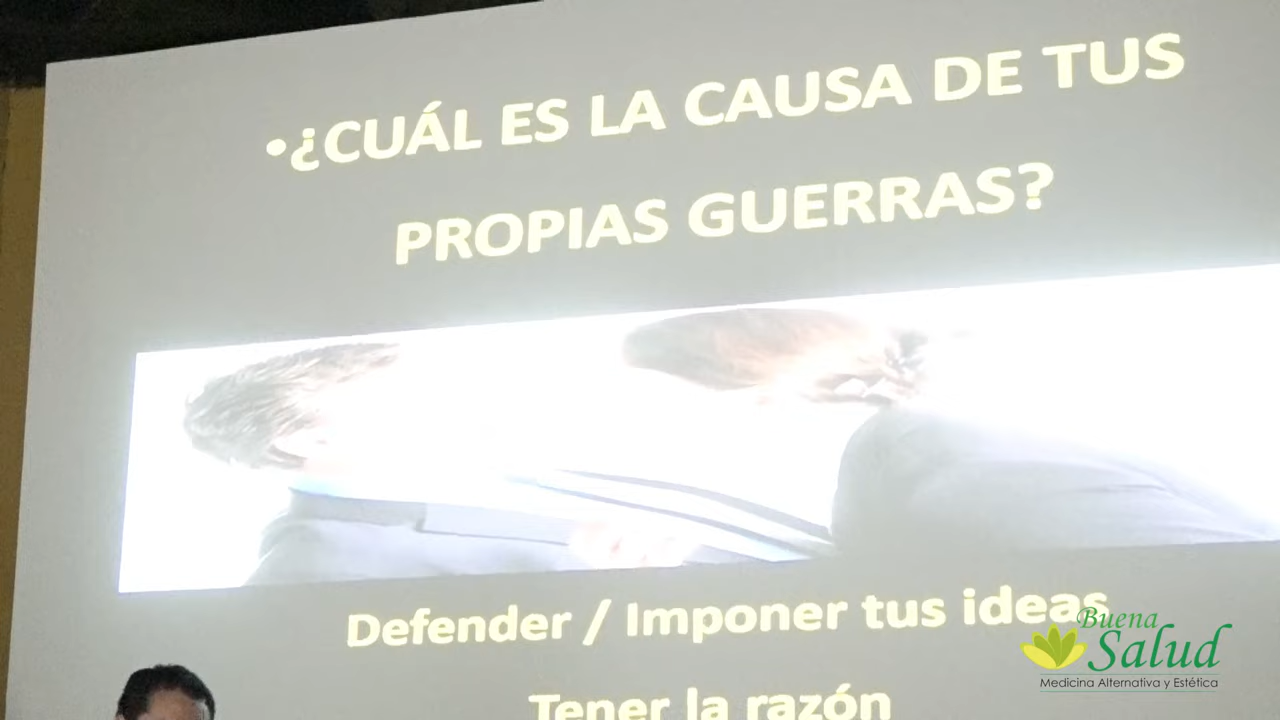 •¿CUÁL ES LA CAUSA DE TUS
PROPIAS GUERRAS?
Defender / Imponer tus ideas
Tener la razón
Buena
Salud
Medicina Alternativa y Estética